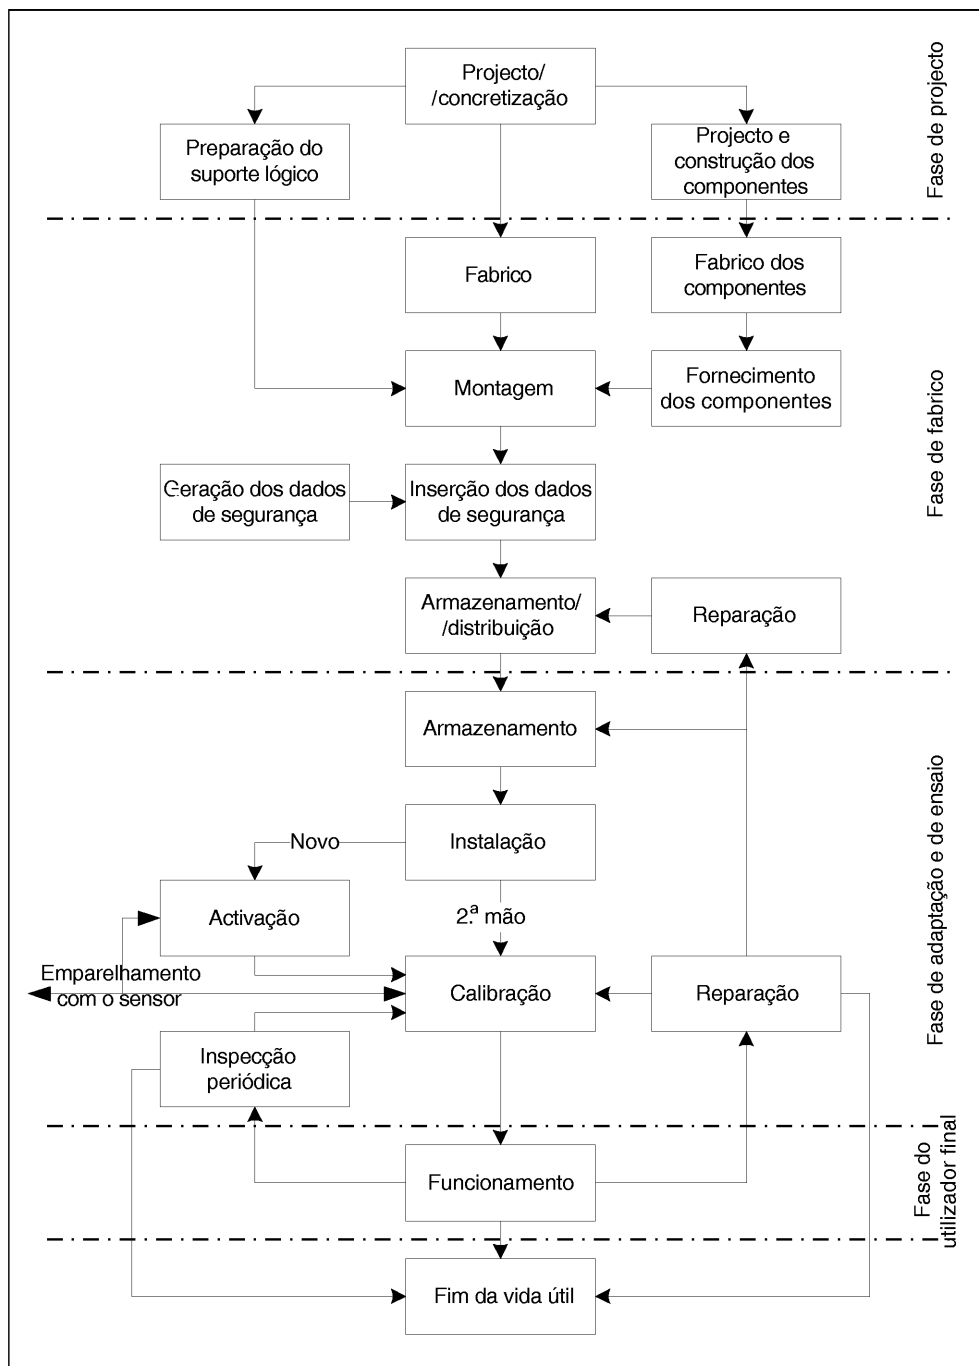 Projecto/
/concretização
Preparação do
suporte lógico
Projecto e
construção dos
componentes
Fase de projecto
Fabrico
Fabrico dos
componentes
Montagem
Fornecimento
dos componentes
Fase de fabrico
Geração dos dados
de segurança
Inserção dos dados
de segurança
Armazenamento/
/distribuição
Reparação
Armazenamento
Novo
Instalação
Activação
2.ª mão
Emparelhamento
com o sensor
Calibração
Reparação
Fase de adaptação e de ensaio
Inspecção
periódica
Funcionamento
Fase do
utilizador final
Fim da vida útil